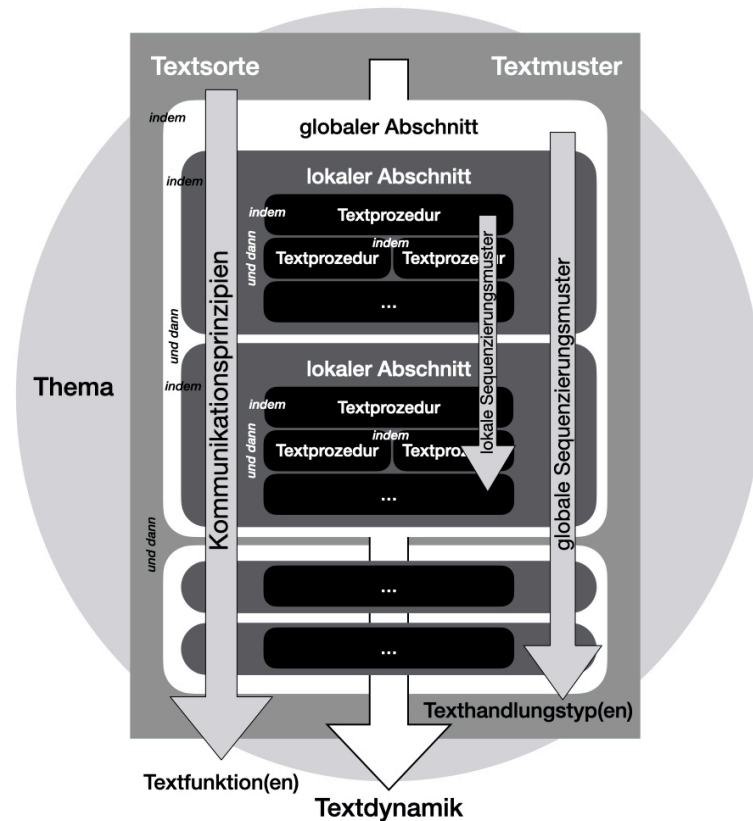 Textsorte
Textmuster
indem
globaler Abschnitt
indem
lokaler Abschnitt
indem
Textprozedur
und dann
indem
Textprozedur
Textprozedur
...
und dann
lokaler Abschnitt
indem
indem
Textprozedur
und dann
indem
Textprozedur
...
und dann
...
...
Thema
Kommunikationsprinzipien
lokale Sequenzierungsmuster
globale Sequenzierungsmuster
Texthandlungstyp(en)
Textfunktion(en)
Textdynamik